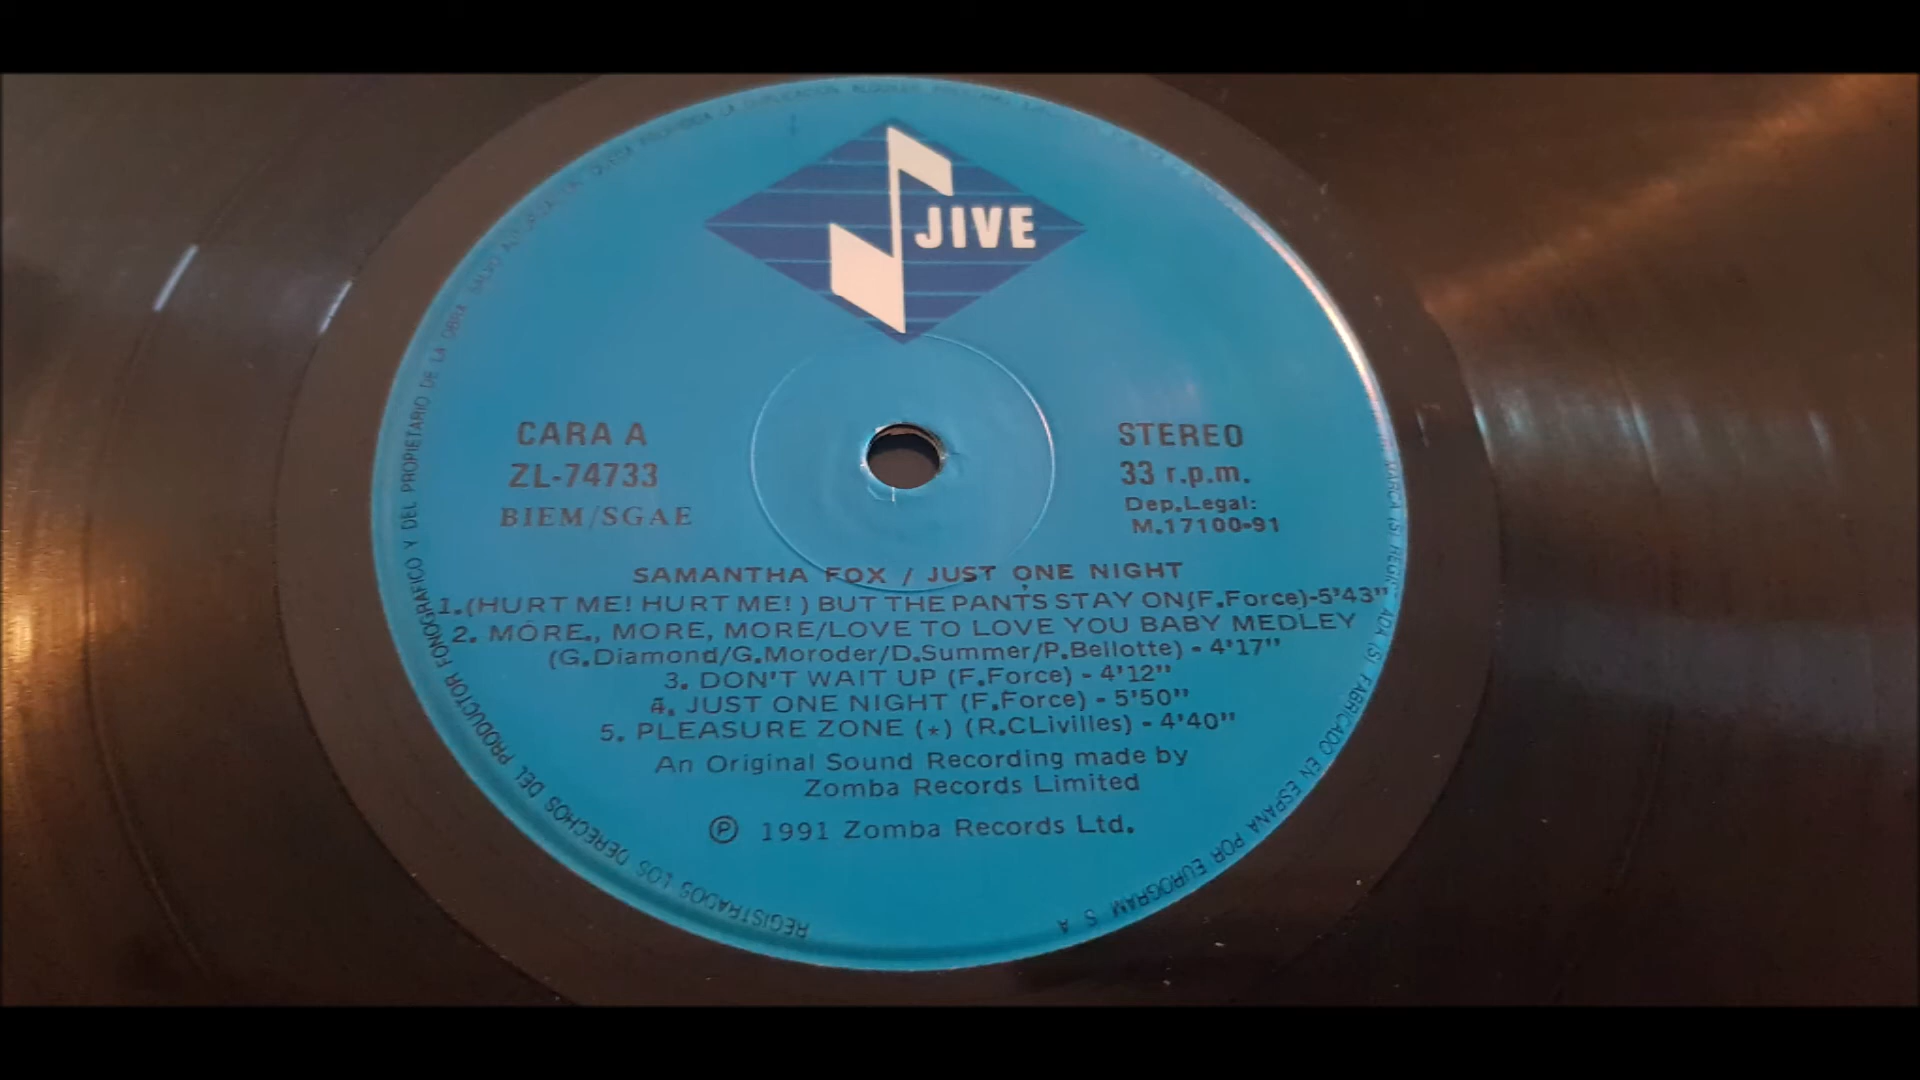 JIVE
CARA A
ZL-74733
BIEM/SGAE
STEREO
33 r.p.m.
Dep.Legal:
M.17100-91
SAMANTHA FOX / JUST ONE NIGHT
1.(HURT ME! HURT ME! ) BUT THE PANTS STAY ON(F.Force)-5'43"
2. MORE., MORE, MORE/LOVE TO LOVE YOU BABY MEDLEY
(G.Diamond/G.Moroder/D.Summer/P.Bellotte) - 4'17"
3. DON'T WAIT UP (F.Force) - 4'12"
4. JUST ONE NIGHT (F.Force) - 5'50"
5. PLEASURE ZONE (*) (R.CLivilles) - 4'40"
An Original Sound Recording made by
Zomba Records Limited
Ⓟ 1991 Zomba Records Ltd.
REGISTRADOS LOS DERECHOS DEL PRODUCTOR FONOGRAFICO Y DEL PROPIETARIO DE LA OBRA. SALVO
FABRICADO EN ESPAÑA POR EUROGRAM S A